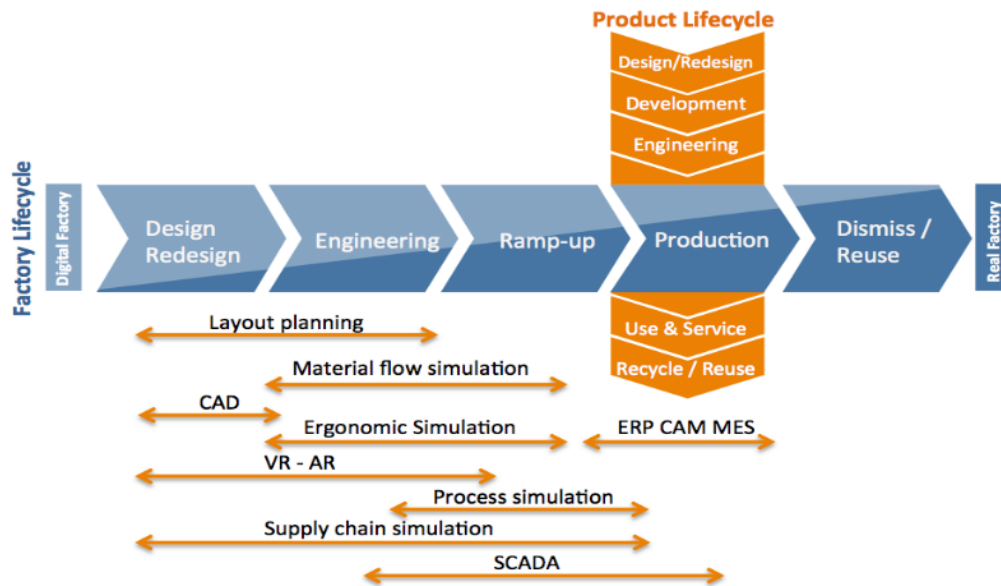 Product Lifecycle
Design/Redesign
Development
Engineering
Factory Lifecycle
Digital Factory
Design
Redesign
Engineering
Ramp-up
Production
Dismiss /
Reuse
Real Factory
Layout planning
Use & Service
Material flow simulation
Recycle / Reuse
CAD
Ergonomic Simulation
ERP CAM MES
VR - AR
Process simulation
Supply chain simulation
SCADA